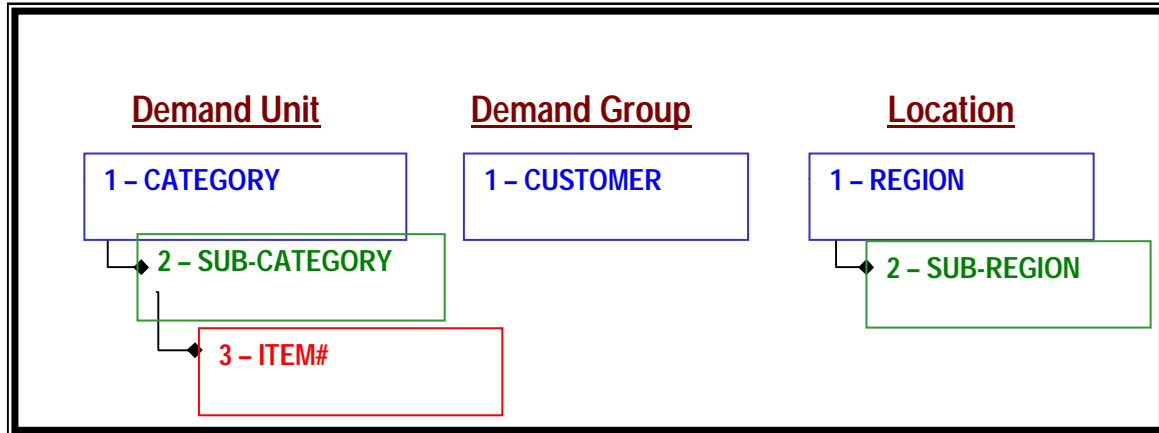 Demand Unit
Demand Group
Location
1 – CATEGORY
1 – CUSTOMER
1 – REGION
2 – SUB-CATEGORY
2 – SUB-REGION
3 – ITEM#